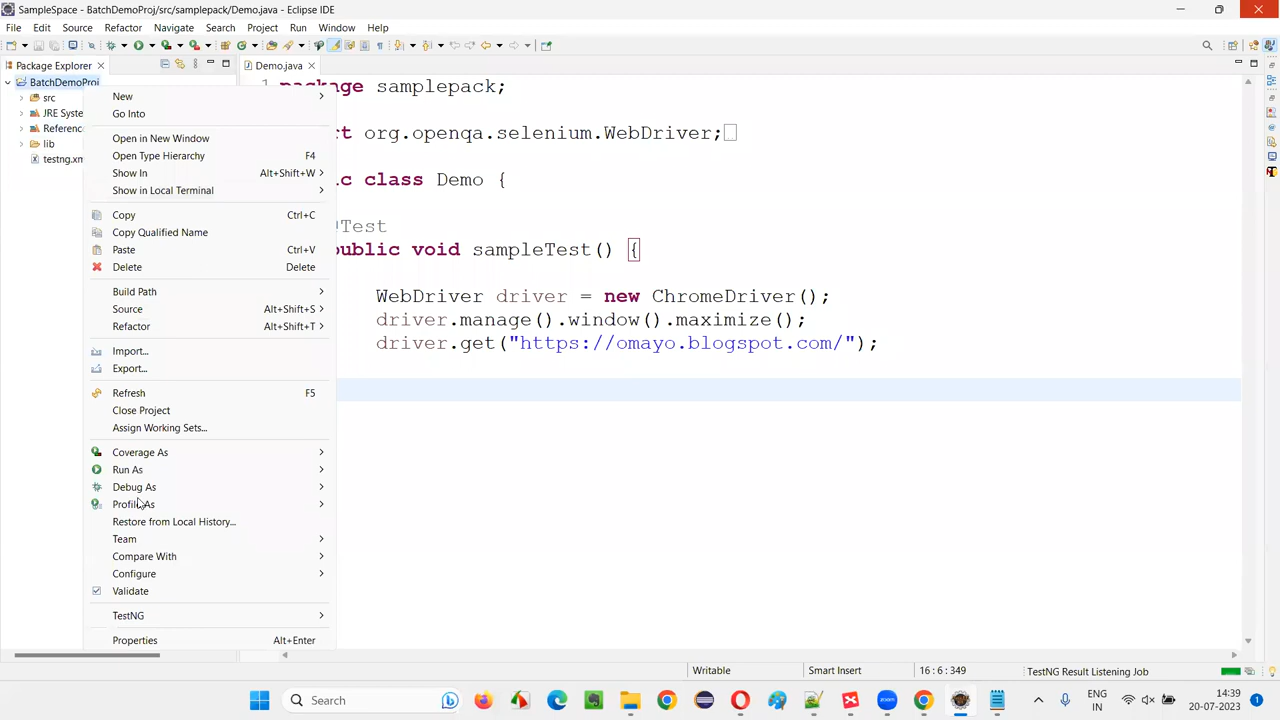 SampleSpace - BatchDemoProj/src/samplepack/Demo.java - Eclipse IDE
File Edit Source Refactor Navigate Search Project Run Window Help
Package Explorer
Demo.java
BatchDemoProj
src
JRE Syste
Reference
lib
testng.xm
New
Go Into
Open in New Window
Open Type Hierarchy F4
Show In Alt+Shift+W
Show in Local Terminal
Copy Ctrl+C
Copy Qualified Name
Paste Ctrl+V
Delete Delete
Build Path
Source Alt+Shift+S
Refactor Alt+Shift+T
Import...
Export...
Refresh F5
Close Project
Assign Working Sets...
Coverage As
Run As
Debug As
Profile As
Restore from Local History...
Team
Compare With
Configure
Validate
TestNG
Properties Alt+Enter
1 package samplepack;
rt org.openqa.selenium.WebDriver;
ic class Demo {
@Test
public void sampleTest() {
WebDriver driver = new ChromeDriver();
driver.manage().window().maximize();
driver.get("https://omayo.blogspot.com/");
Writable Smart Insert 16 : 6 : 349 TestNG Result Listening Job
Search
ENG
IN
14:39
20-07-2023
1